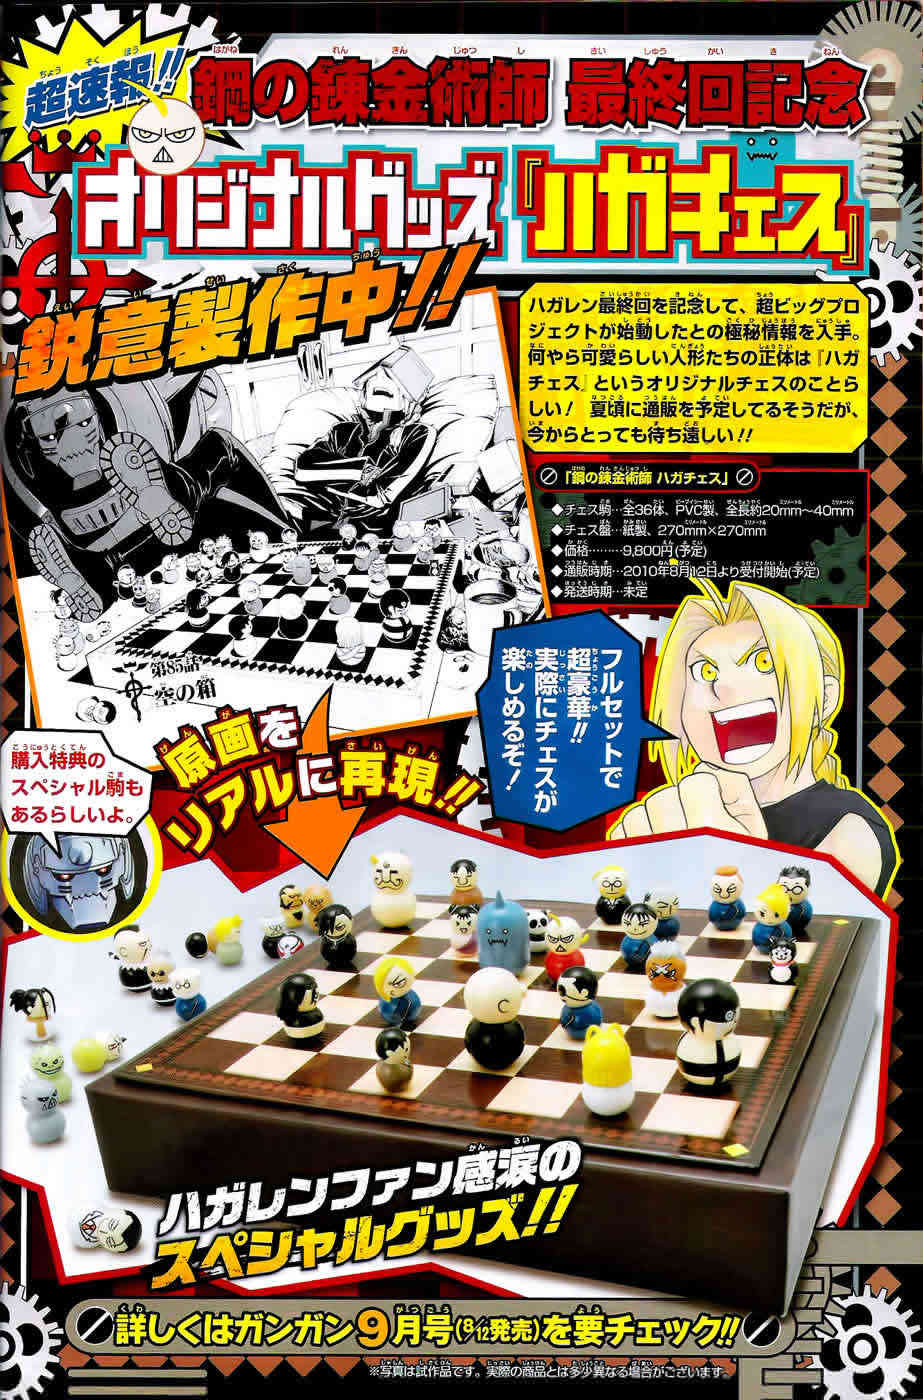 超速報!!
鋼の錬金術師 最終回記念
オリジナルグッズ『ハガチェス』
鋭意製作中!!
ハガレン最終回を記念して、超ビッグプロ
ジェクトが始動したとの極秘情報を入手。
何やら可愛らしい人形たちの正体は『ハガ
チェス』というオリジナルチェスのことら
しい! 夏頃に通販を予定してるそうだが、
今からとっても待ち遠しい!!
「鋼の錬金術師 ハガチェス」
◆チェス駒…全36体、PVC製、全長約20mm〜40mm
◆チェス盤…紙製、270mm×270mm
◆価格………9,800円(予定)
◆通販時期…2010年8月12日より受付開始(予定)
◆発送時期…未定
第85話
空の箱
フルセットで
超豪華!!
実際にチェスが
楽しめるぞ!
原画を
リアルに再現!!
購入特典の
スペシャル駒も
あるらしいよ。
ハガレンファン感涙の
スペシャルグッズ!!
詳しくはガンガン9月号(8/12発売)を要チェック!!
※写真は試作品です。実際の商品とは多少異なる場合がございます。